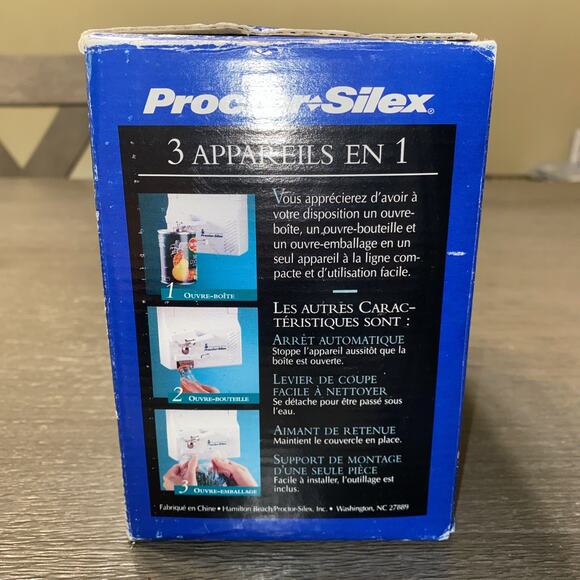 Proctor-Silex®
3 APPAREILS EN 1
Vous apprécierez d'avoir à
votre disposition un ouvre-
boîte, un ouvre-bouteille et
un ouvre-emballage en un
seul appareil à la ligne com-
pacte et d'utilisation facile.
1 OUVRE-BOÎTE
2 OUVRE-BOUTEILLE
3 OUVRE-EMBALLAGE
LES AUTRES CARAC-
TÉRISTIQUES SONT :
ARRÊT AUTOMATIQUE
Stoppe l'appareil aussitôt que la
boîte est ouverte.
LEVIER DE COUPE
FACILE À NETTOYER
Se détache pour être passé sous
l'eau.
AIMANT DE RETENUE
Maintient le couvercle en place.
SUPPORT DE MONTAGE
D'UNE SEULE PIÈCE
Facile à installer, l'outillage est
inclus.
Fabriqué en Chine • Hamilton Beach/Proctor-Silex, Inc. • Washington, NC 27889